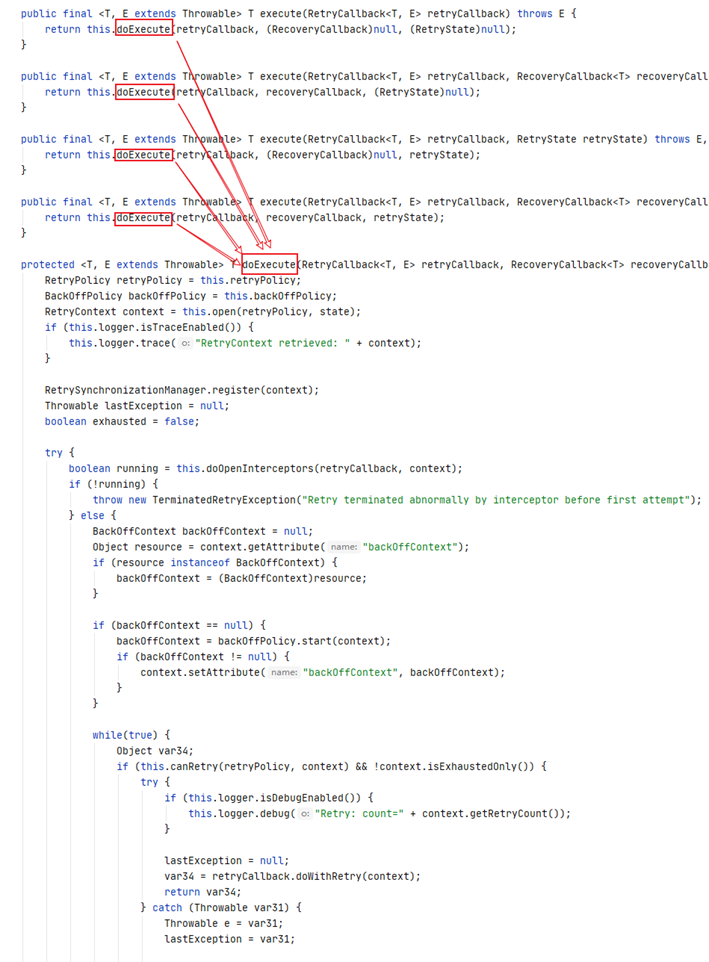 public final <T, E extends Throwable> T execute(RetryCallback<T, E> retryCallback) throws E {
    return this.doExecute(retryCallback, (RecoveryCallback)null, (RetryState)null);
}

public final <T, E extends Throwable> T execute(RetryCallback<T, E> retryCallback, RecoveryCallback<T> recoveryCall
    return this.doExecute(retryCallback, recoveryCallback, (RetryState)null);
}

public final <T, E extends Throwable> T execute(RetryCallback<T, E> retryCallback, RetryState retryState) throws E,
    return this.doExecute(retryCallback, (RecoveryCallback)null, retryState);
}

public final <T, E extends Throwable> T execute(RetryCallback<T, E> retryCallback, RecoveryCallback<T> recoveryCall
    return this.doExecute(retryCallback, recoveryCallback, retryState);
}

protected <T, E extends Throwable> T doExecute(RetryCallback<T, E> retryCallback, RecoveryCallback<T> recoveryCallb
    RetryPolicy retryPolicy = this.retryPolicy;
    BackOffPolicy backOffPolicy = this.backOffPolicy;
    RetryContext context = this.open(retryPolicy, state);
    if (this.logger.isTraceEnabled()) {
        this.logger.trace( o: "RetryContext retrieved: " + context);
    }

    RetrySynchronizationManager.register(context);
    Throwable lastException = null;
    boolean exhausted = false;

    try {
        boolean running = this.doOpenInterceptors(retryCallback, context);
        if (!running) {
            throw new TerminatedRetryException("Retry terminated abnormally by interceptor before first attempt");
        } else {
            BackOffContext backOffContext = null;
            Object resource = context.getAttribute( name: "backOffContext");
            if (resource instanceof BackOffContext) {
                backOffContext = (BackOffContext)resource;
            }

            if (backOffContext == null) {
                backOffContext = backOffPolicy.start(context);
                if (backOffContext != null) {
                    context.setAttribute( name: "backOffContext", backOffContext);
                }
            }

            while(true) {
                Object var34;
                if (this.canRetry(retryPolicy, context) && !context.isExhaustedOnly()) {
                    try {
                        if (this.logger.isDebugEnabled()) {
                            this.logger.debug( o: "Retry: count=" + context.getRetryCount());
                        }

                        lastException = null;
                        var34 = retryCallback.doWithRetry(context);
                        return var34;
                    } catch (Throwable var31) {
                        Throwable e = var31;
                        lastException = var31;